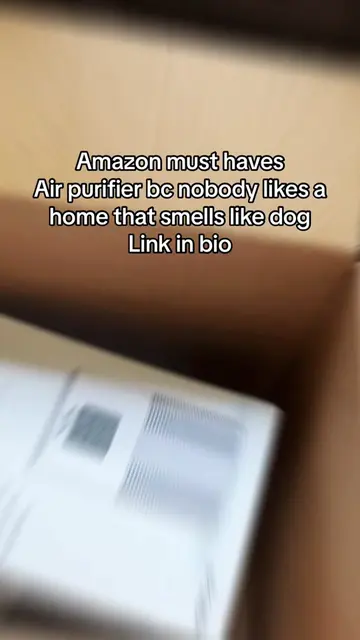 Amazon must haves
Air purifier bc nobody likes a
home that smells like dog
Link in bio